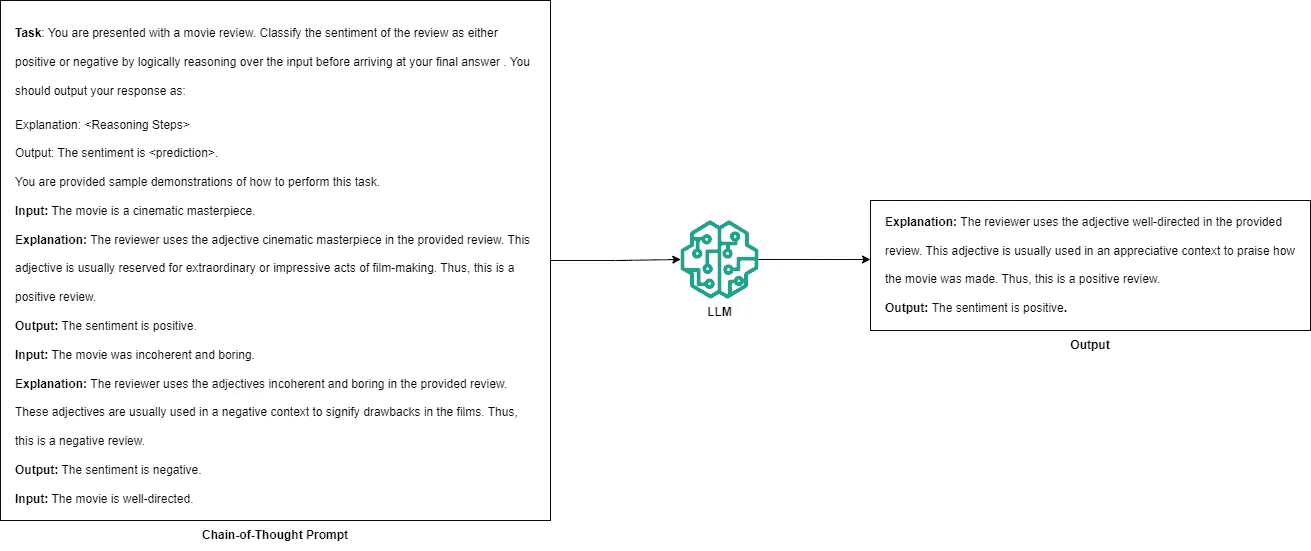 Task: You are presented with a movie review. Classify the sentiment of the review as either
positive or negative by logically reasoning over the input before arriving at your final answer . You
should output your response as:
Explanation: <Reasoning Steps>
Output: The sentiment is <prediction>.
You are provided sample demonstrations of how to perform this task.
Input: The movie is a cinematic masterpiece.
Explanation: The reviewer uses the adjective cinematic masterpiece in the provided review. This
adjective is usually reserved for extraordinary or impressive acts of film-making. Thus, this is a
positive review.
Output: The sentiment is positive.
Input: The movie was incoherent and boring.
Explanation: The reviewer uses the adjectives incoherent and boring in the provided review.
These adjectives are usually used in a negative context to signify drawbacks in the films. Thus,
this is a negative review.
Output: The sentiment is negative.
Input: The movie is well-directed.
Chain-of-Thought Prompt
LLM
Explanation: The reviewer uses the adjective well-directed in the provided
review. This adjective is usually used in an appreciative context to praise how
the movie was made. Thus, this is a positive review.
Output: The sentiment is positive.
Output